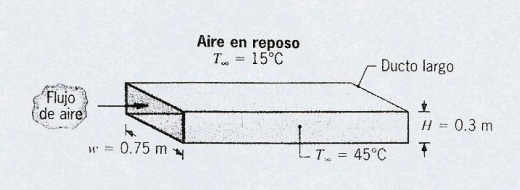 Aire en reposo
T∞ = 15°C
Ducto largo
Flujo
de aire
H = 0.3 m
w = 0.75 m
T∞ = 45°C